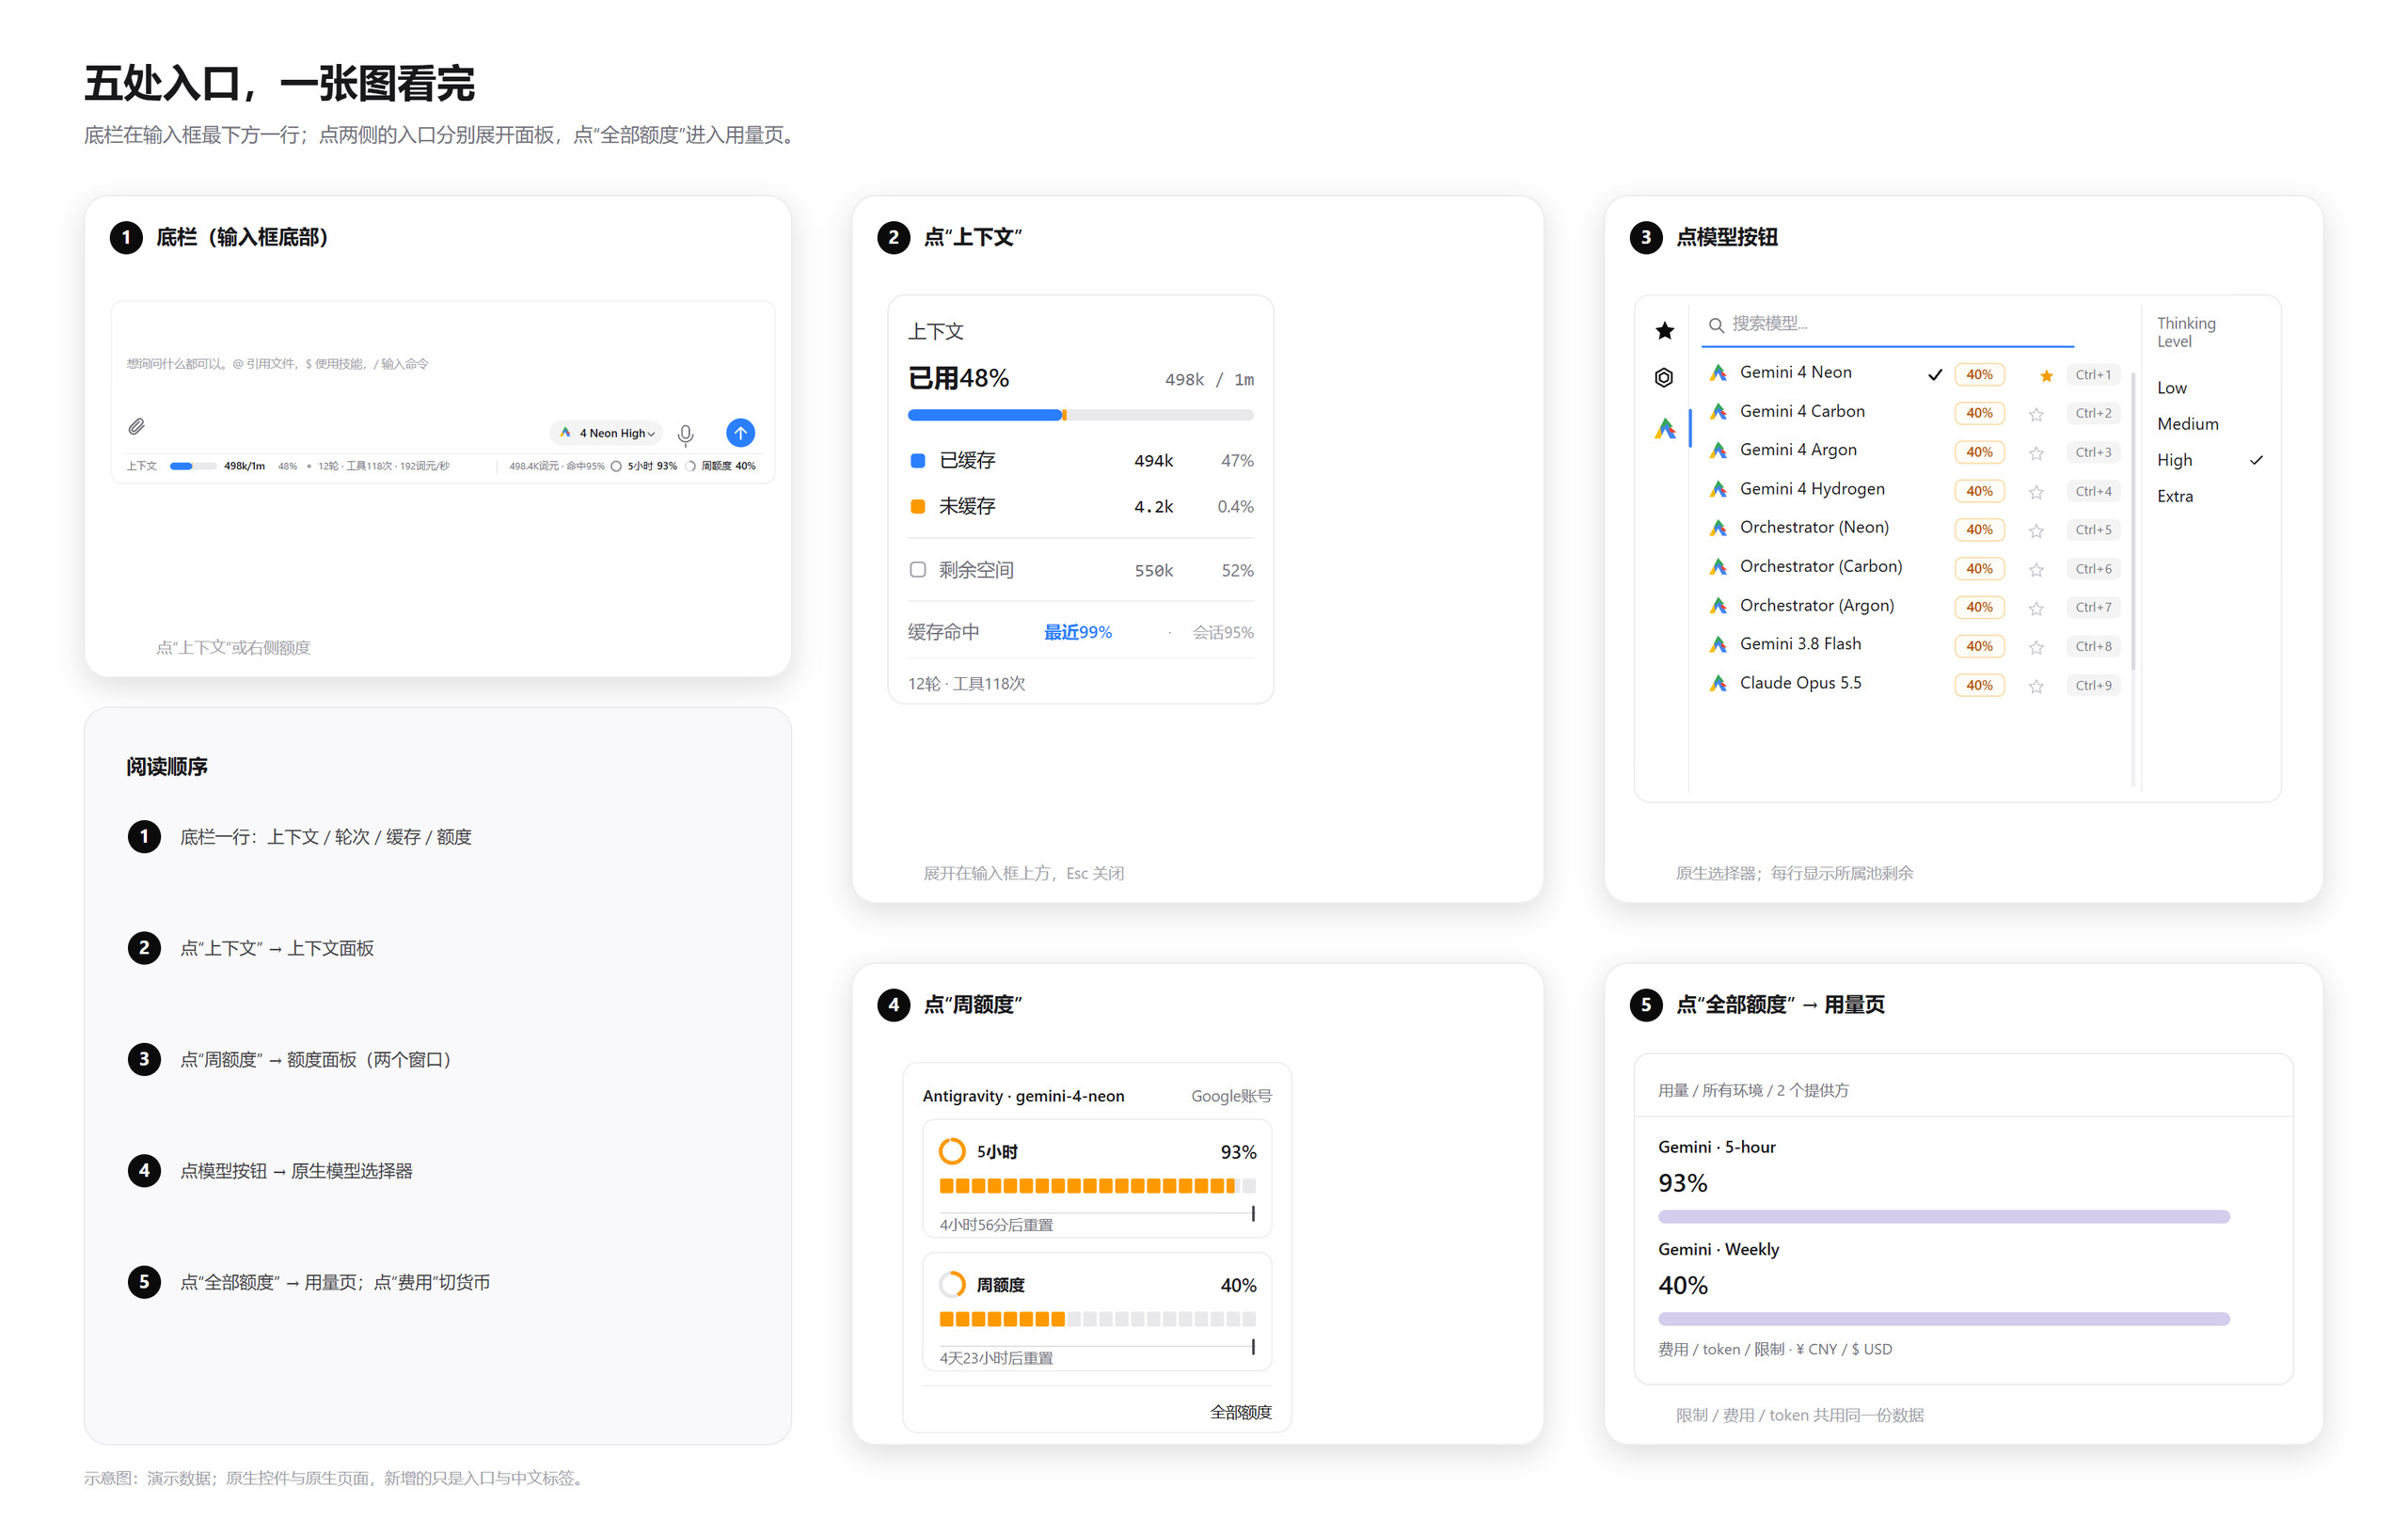 五处入口，一张图看完
底栏在输入框最下方一行；点两侧的入口分别展开面板，点“全部额度”进入用量页。
1 底栏（输入框底部）
想询问什么都可以。@ 引用文件，$ 使用技能，/ 输入命令
4 Neon High
上下文 498k/1m 48% 12轮 · 工具118次 · 192词元/秒 498.4K词元 · 命中95% 5小时 93% 周额度 40%
点“上下文”或右侧额度
阅读顺序
1 底栏一行：上下文 / 轮次 / 缓存 / 额度
2 点“上下文” → 上下文面板
3 点“周额度” → 额度面板（两个窗口）
4 点模型按钮 → 原生模型选择器
5 点“全部额度” → 用量页；点“费用”切货币
2 点“上下文”
上下文
已用48% 498k / 1m
已缓存 494k 47%
未缓存 4.2k 0.4%
剩余空间 550k 52%
缓存命中 最近99% · 会话95%
12轮 · 工具118次
展开在输入框上方，Esc 关闭
3 点模型按钮
搜索模型...
Gemini 4 Neon 40% Ctrl+1
Gemini 4 Carbon 40% Ctrl+2
Gemini 4 Argon 40% Ctrl+3
Gemini 4 Hydrogen 40% Ctrl+4
Orchestrator (Neon) 40% Ctrl+5
Orchestrator (Carbon) 40% Ctrl+6
Orchestrator (Argon) 40% Ctrl+7
Gemini 3.8 Flash 40% Ctrl+8
Claude Opus 5.5 40% Ctrl+9
Thinking
Level
Low
Medium
High
Extra
原生选择器；每行显示所属池剩余
4 点“周额度”
Antigravity · gemini-4-neon Google账号
5小时 93%
4小时56分后重置
周额度 40%
4天23小时后重置
全部额度
5 点“全部额度” → 用量页
用量 / 所有环境 / 2 个提供方
Gemini · 5-hour
93%
Gemini · Weekly
40%
费用 / token / 限制 · ¥ CNY / $ USD
限制 / 费用 / token 共用同一份数据
示意图：演示数据；原生控件与原生页面，新增的只是入口与中文标签。